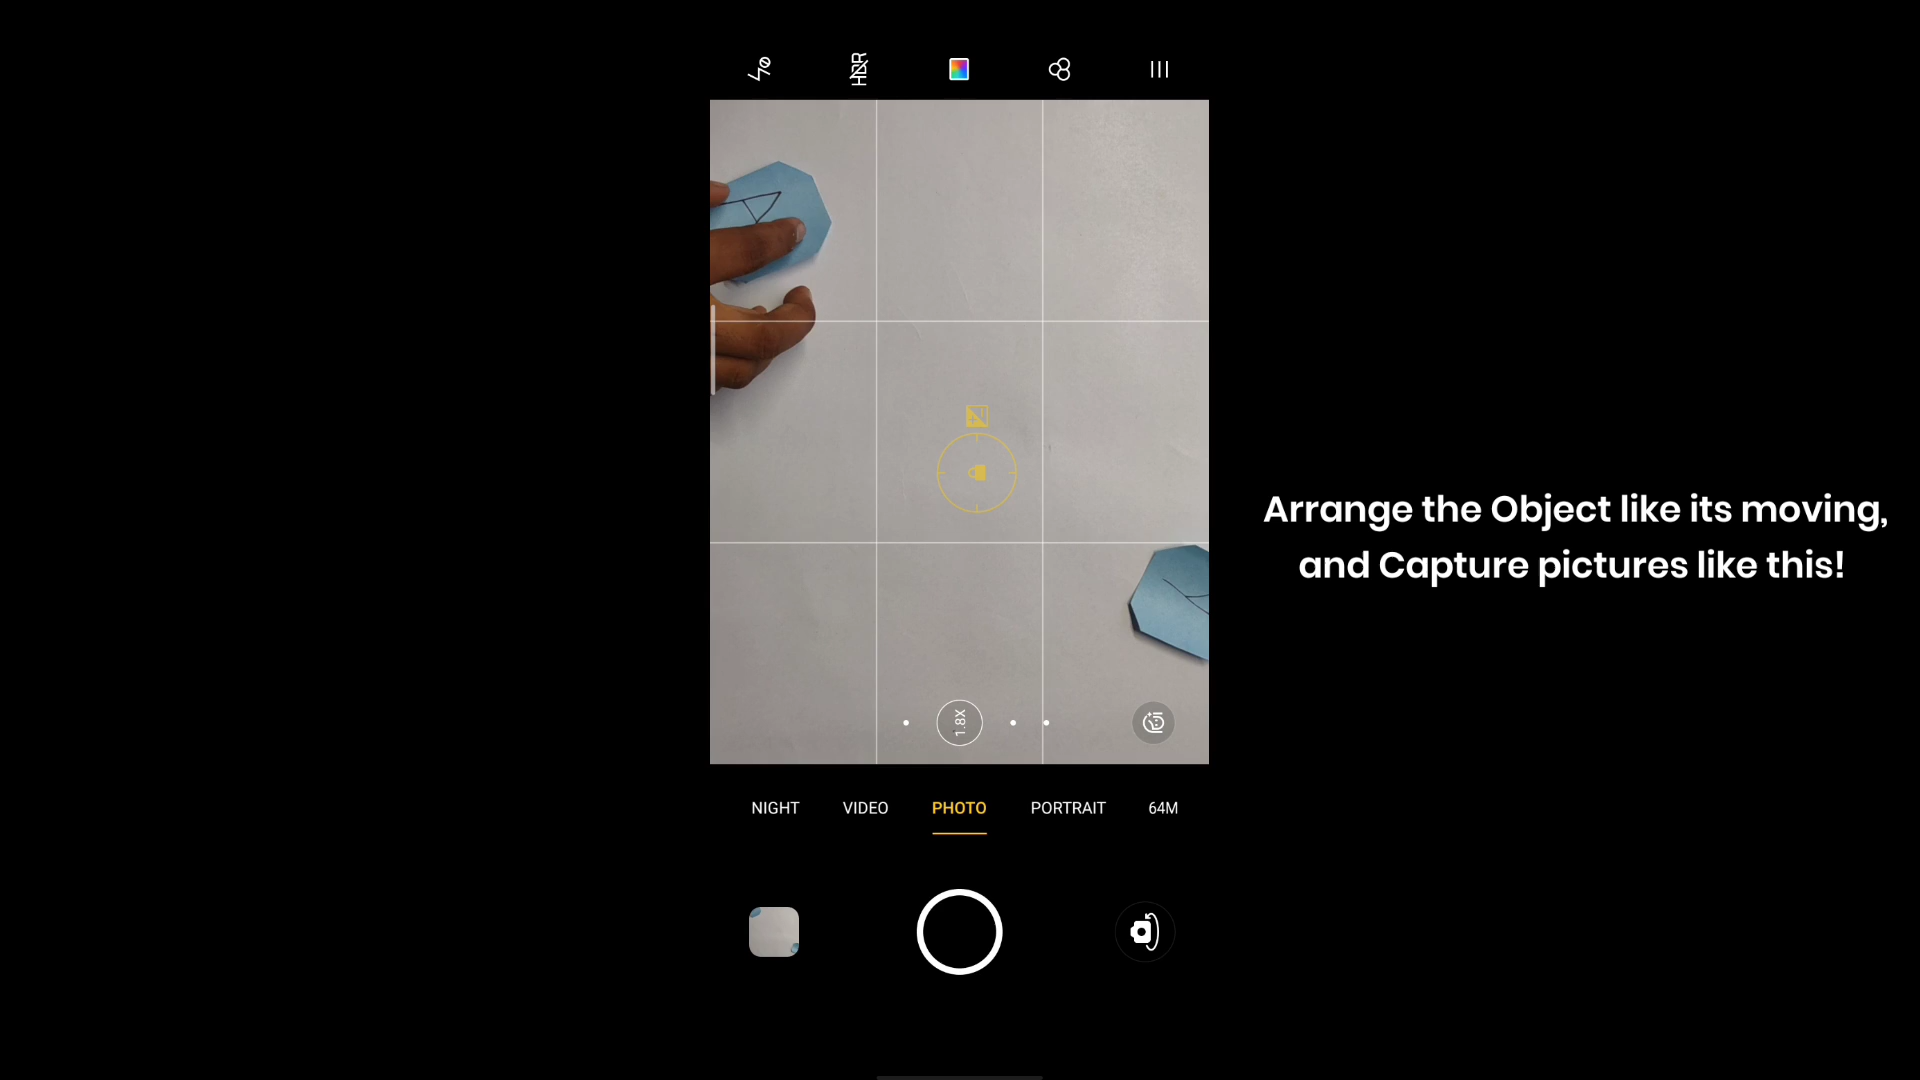 HDR
1.8X
NIGHT VIDEO PHOTO PORTRAIT 64M
Arrange the Object like its moving,
and Capture pictures like this!